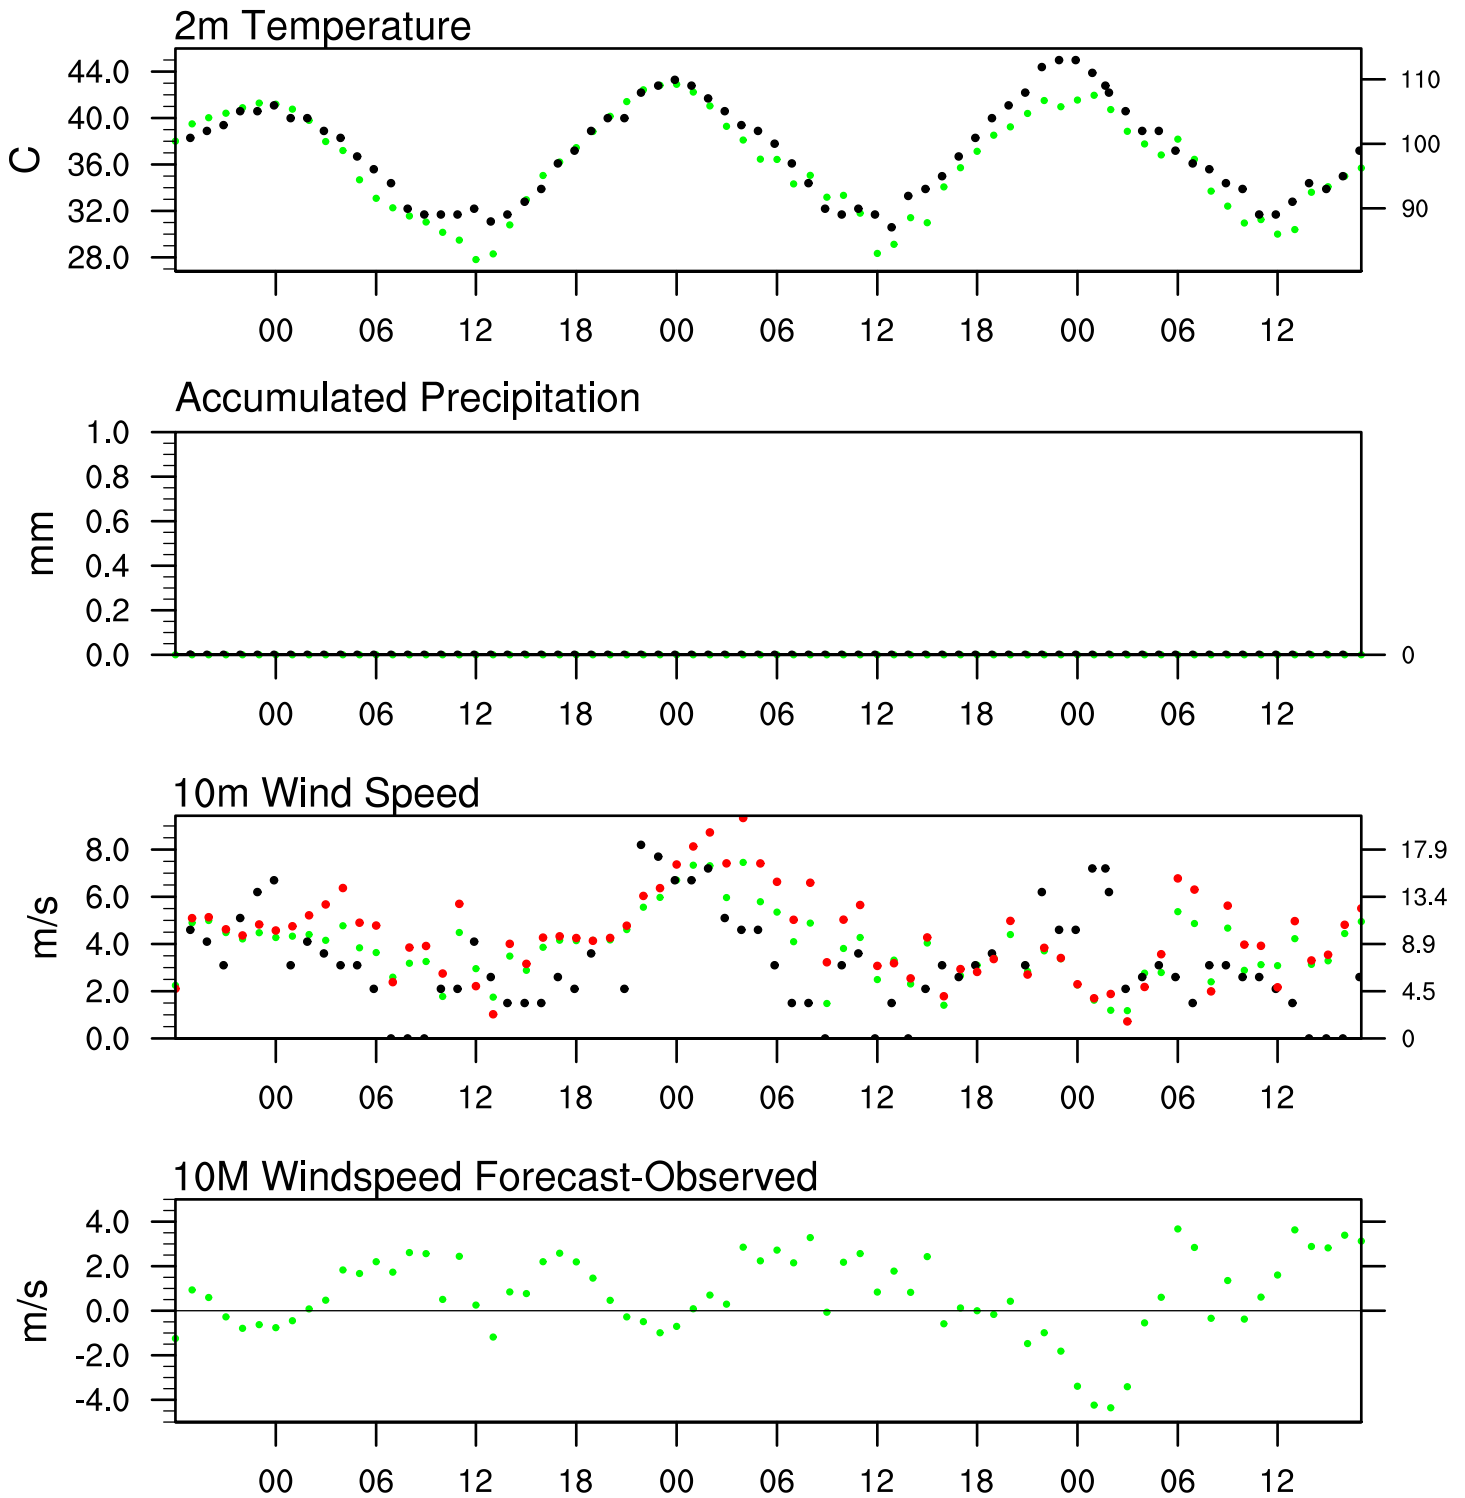 2m Temperature
44.0
40.0
36.0
32.0
28.0
C
110
100
90
00 06 12 18 00 06 12 18 00 06 12
Accumulated Precipitation
1.0
0.8
0.6
0.4
0.2
0.0
mm
0
00 06 12 18 00 06 12 18 00 06 12
10m Wind Speed
8.0
6.0
4.0
2.0
0.0
m/s
17.9
13.4
8.9
4.5
0
00 06 12 18 00 06 12 18 00 06 12
10M Windspeed Forecast-Observed
4.0
2.0
0.0
-2.0
-4.0
m/s
00 06 12 18 00 06 12 18 00 06 12